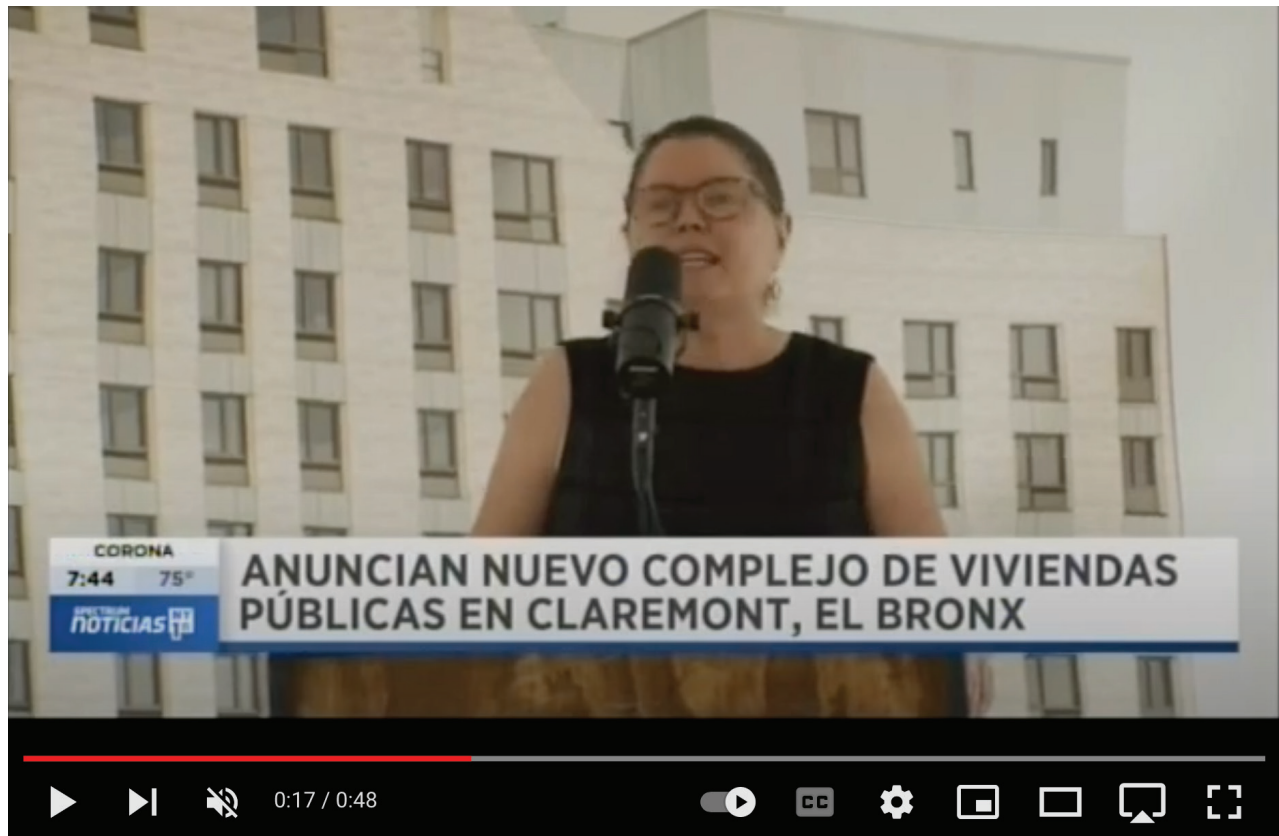 CORONA
7:44 75°
SPECTRUM
NOTICIAS NY1
ANUNCIAN NUEVO COMPLEJO DE VIVIENDAS
PÚBLICAS EN CLAREMONT, EL BRONX
0:17 / 0:48
CC